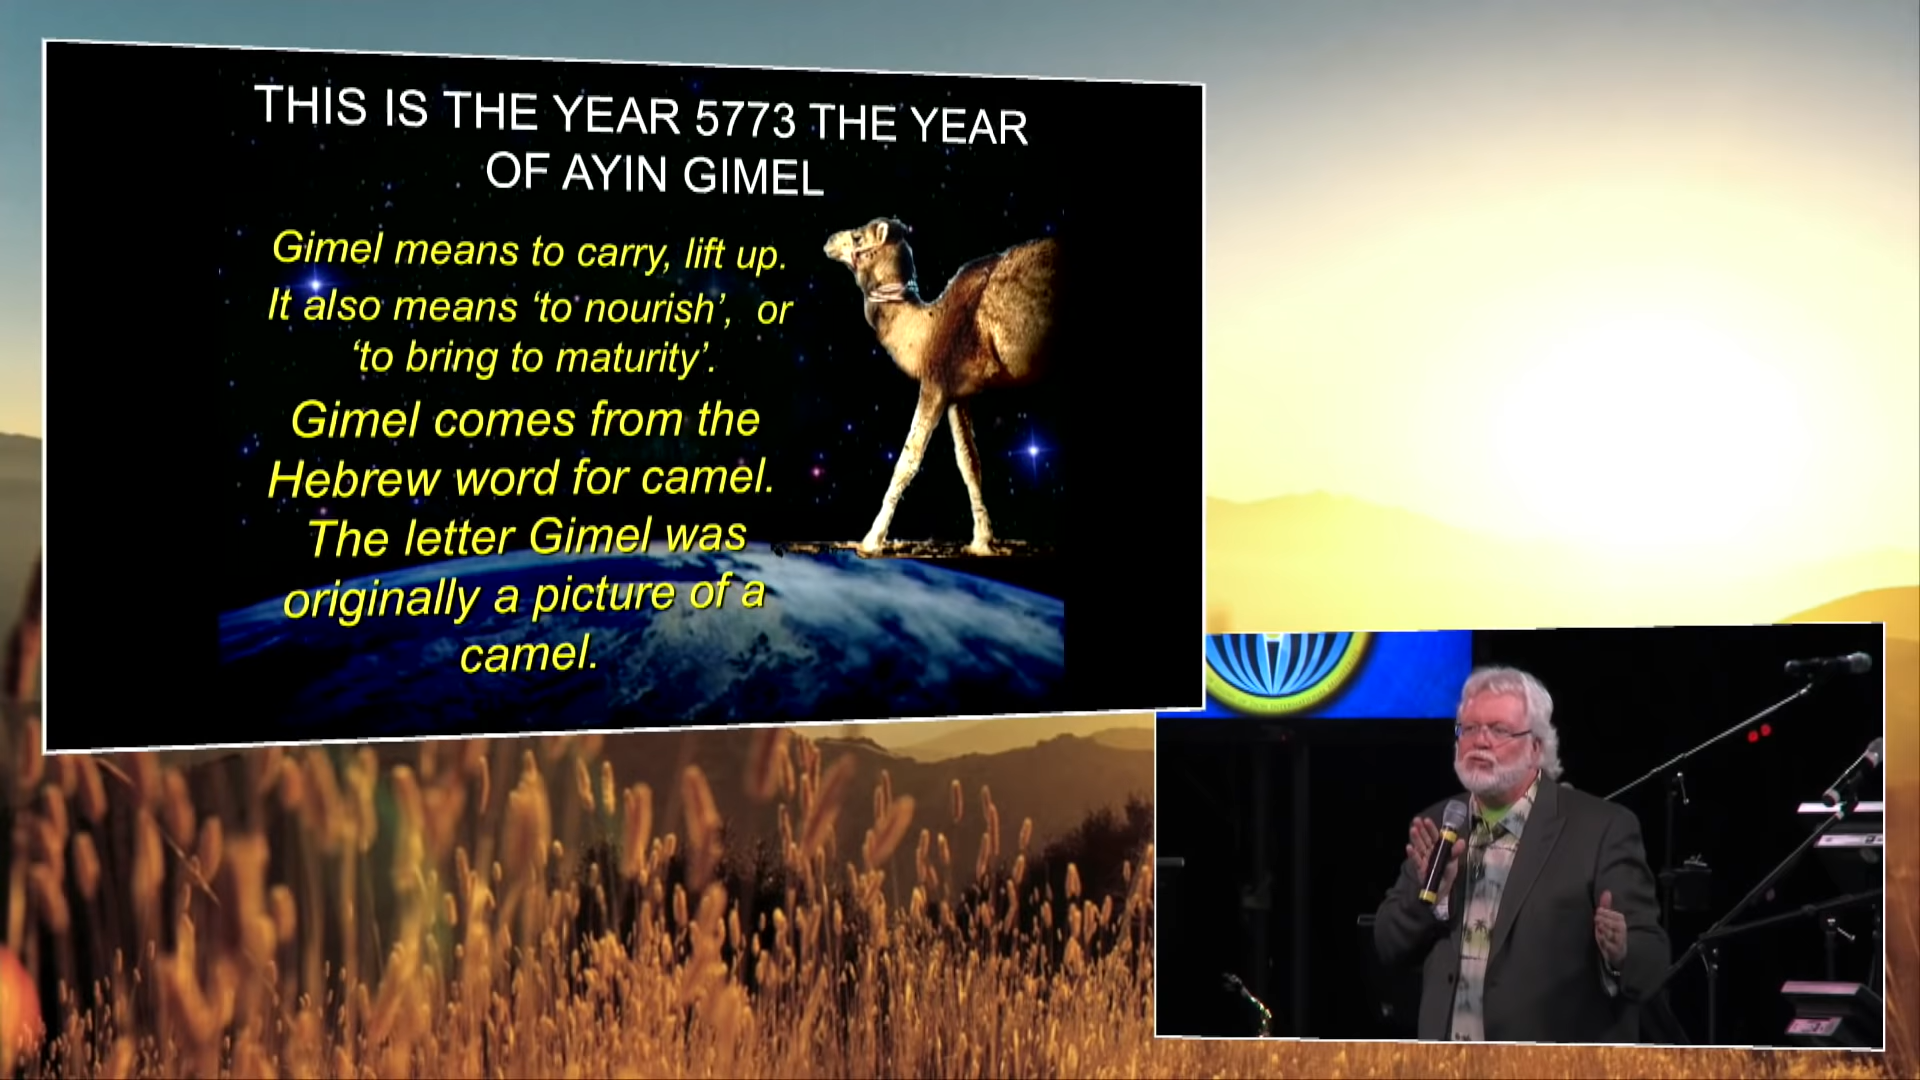 THIS IS THE YEAR 5773 THE YEAR
OF AYIN GIMEL
Gimel means to carry, lift up.
It also means ‘to nourish’, or
‘to bring to maturity’.
Gimel comes from the
Hebrew word for camel.
The letter Gimel was
originally a picture of a
camel.